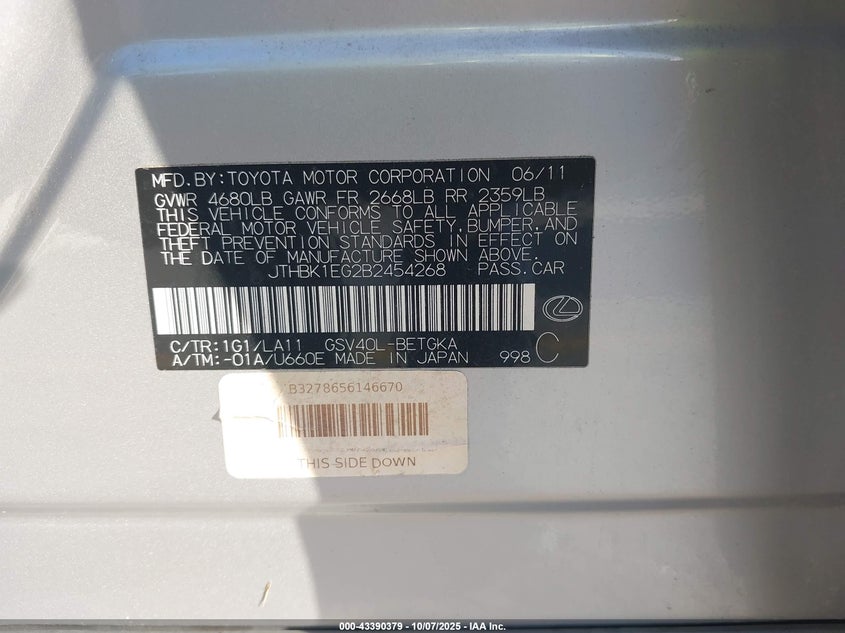 MFD.BY:TOYOTA MOTOR CORPORATION 06/11
GVWR 4680LB GAWR FR 2668LB RR 2359LB
THIS VEHICLE CONFORMS TO ALL APPLICABLE
FEDERAL MOTOR VEHICLE SAFETY,BUMPER,AND
THEFT PREVENTION STANDARDS IN EFFECT ON
THE DATE OF MANUFACTURE SHOWN ABOVE.
JTHBK1EG2B2454268 PASS.CAR
C/TR:1G1/LA11 GSV40L-BETGKA
A/TM:-01A/U660E MADE IN JAPAN 998 C
B3278656146670
THIS SIDE DOWN
000-43390379 - 10/07/2025 - IAA Inc.